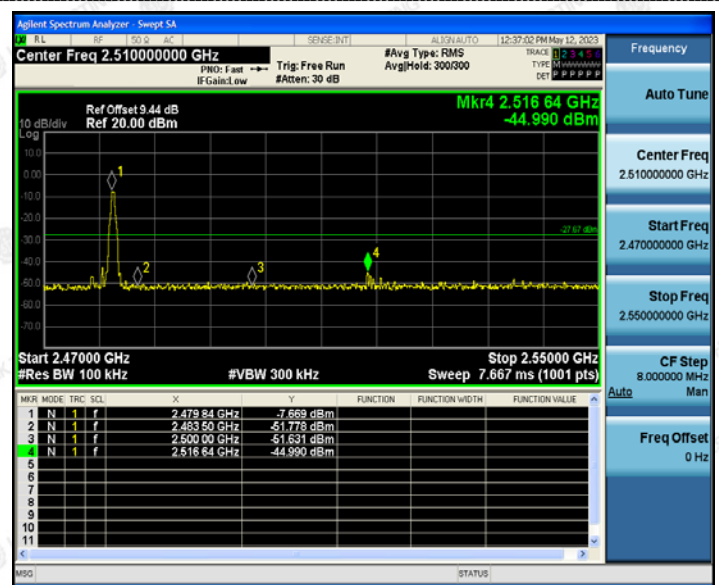 Agilent Spectrum Analyzer - Swept SA
RL RF 50 Ω AC SENSE:INT ALIGNAUTO 12:37:02 PM May 12, 2023
Center Freq 2.510000000 GHz
PNO: Fast
IFGain:Low
Trig: Free Run
#Atten: 30 dB
#Avg Type: RMS
Avg|Hold: 300/300
TRACE 1 2 3 4 5 6
TYPE M
DET P P P P P P
Frequency
Auto Tune
Center Freq
2.510000000 GHz
Start Freq
2.470000000 GHz
Stop Freq
2.550000000 GHz
CF Step
8.000000 MHz
Auto Man
Freq Offset
0 Hz
Mkr4 2.516 64 GHz
-44.990 dBm
Ref Offset 9.44 dB
10 dB/div Ref 20.00 dBm
Log
10.0
0.00
-10.0
-20.0
-30.0
-40.0
-50.0
-60.0
-70.0
1
2
3
4
-27.67 dBm
Start 2.47000 GHz Stop 2.55000 GHz
#Res BW 100 kHz #VBW 300 kHz Sweep 7.667 ms (1001 pts)
MKR MODE TRC SCL X Y FUNCTION FUNCTION WIDTH FUNCTION VALUE
1 N 1 f 2.479 84 GHz -7.669 dBm
2 N 1 f 2.483 50 GHz -51.778 dBm
3 N 1 f 2.500 00 GHz -51.631 dBm
4 N 1 f 2.516 64 GHz -44.990 dBm
5
6
7
8
9
10
11
MSG STATUS